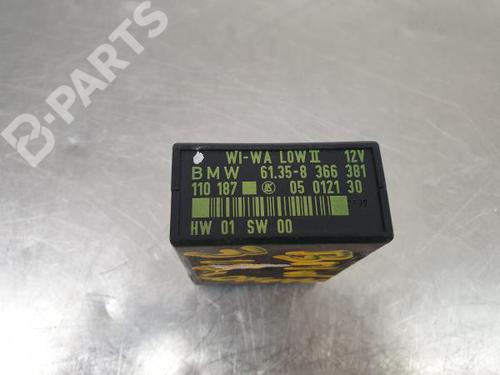 B-PARTS
WI-WA LOW II 12V
BMW 61.35-8 366 381
110 187 05 0121 30
HW 01 SW 00